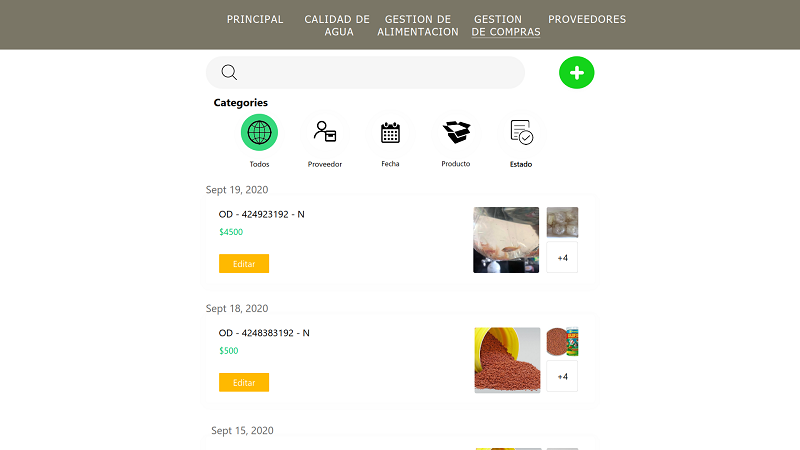 PRINCIPAL
CALIDAD DE
AGUA
GESTION DE
ALIMENTACION
GESTION
DE COMPRAS
PROVEEDORES
Categories
Todos
Proveedor
Fecha
Producto
Estado
Sept 19, 2020
OD - 424923192 - N
$4500
Editar
+4
Sept 18, 2020
OD - 4248383192 - N
$500
Editar
+4
Sept 15, 2020